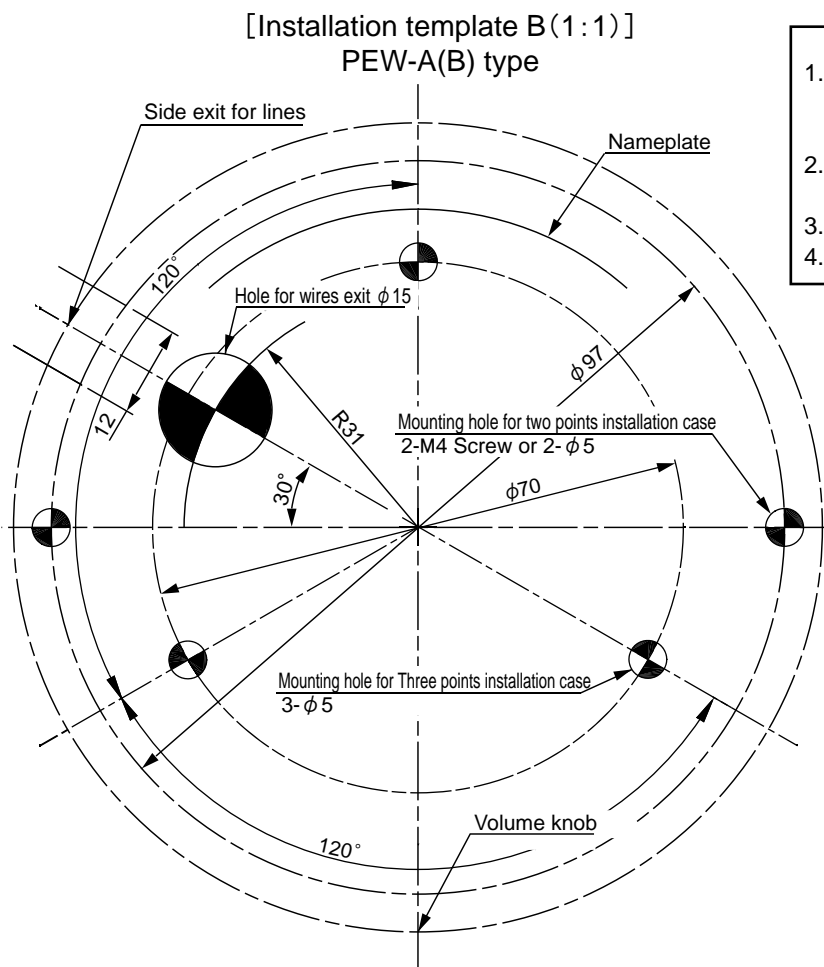 [Installation template B(1:1)]
PEW-A(B) type
1.
Side exit for lines
Nameplate
2.
3.
4.
120°
Hole for wires exit φ15
φ97
12
R31
Mounting hole for two points installation case
2-M4 Screw or 2-φ5
30°
φ70
Mounting hole for Three points installation case
3-φ5
Volume knob
120°